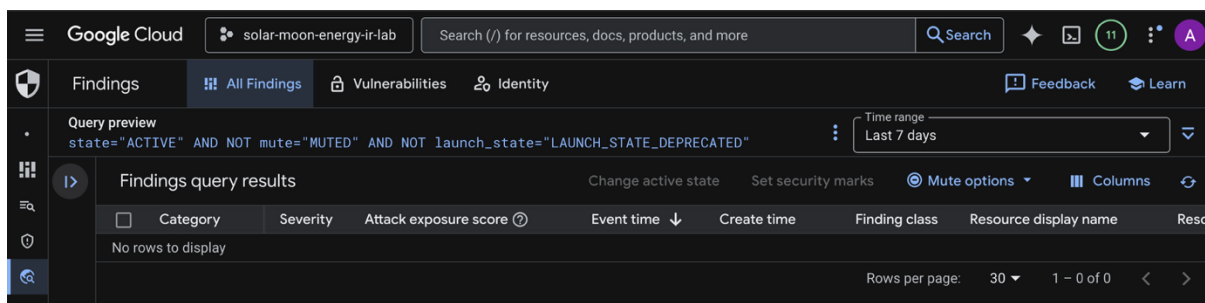 Google Cloud
solar-moon-energy-ir-lab
Search (/) for resources, docs, products, and more
Search
11
A
Findings
All Findings
Vulnerabilities
Identity
Feedback
Learn
Query preview
state="ACTIVE" AND NOT mute="MUTED" AND NOT launch_state="LAUNCH_STATE_DEPRECATED"
Time range
Last 7 days
Findings query results
Change active state
Set security marks
Mute options
Columns
Category Severity Attack exposure score Event time Create time Finding class Resource display name Reso
No rows to display
Rows per page: 30 1 – 0 of 0